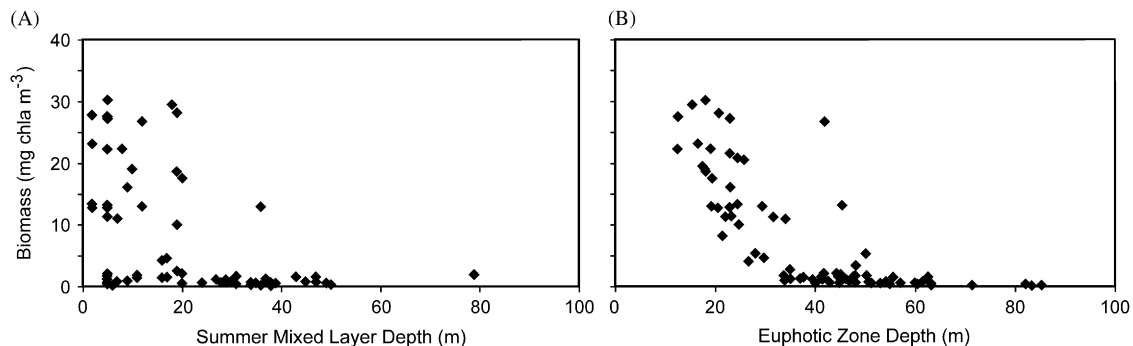 (A)
(B)
Biomass (mg chla m⁻³)
40
30
20
10
0
0 20 40 60 80 100
Summer Mixed Layer Depth (m)
0 20 40 60 80 100
Euphotic Zone Depth (m)